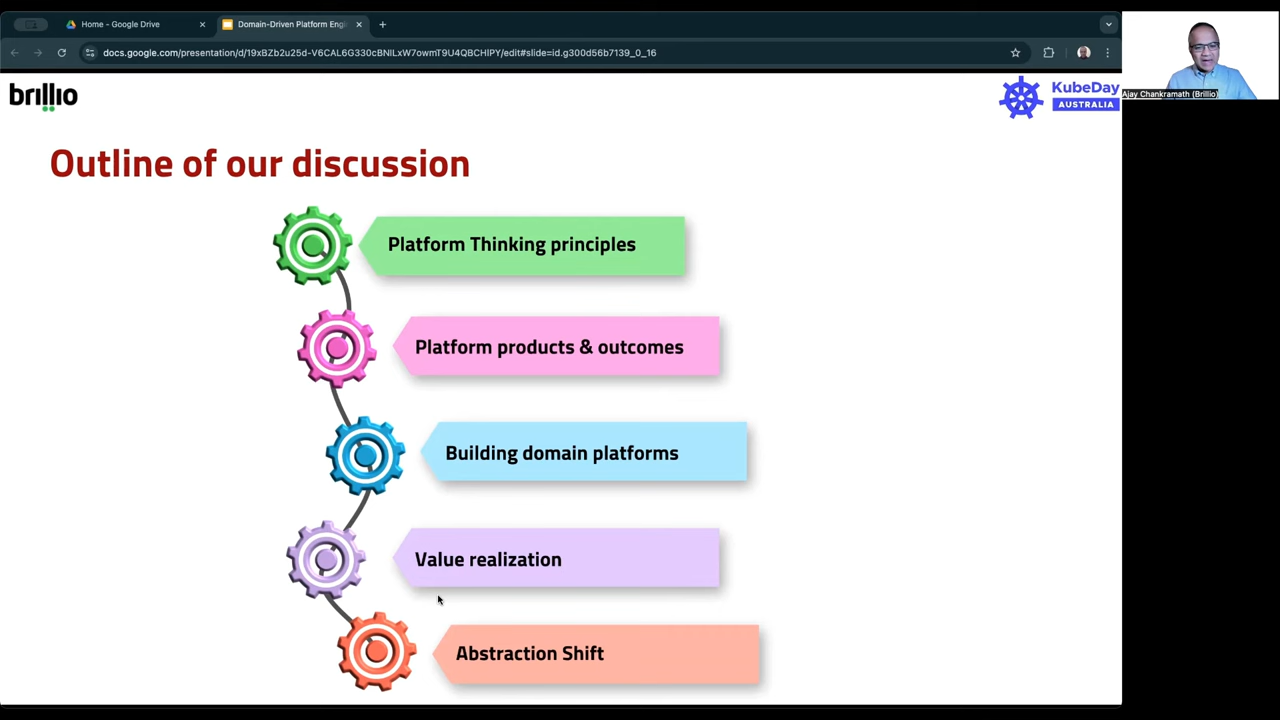 Home - Google Drive
Domain-Driven Platform Engi
docs.google.com/presentation/d/19xBZb2u25d-V6CAL6G330cBNILxW7owmT9U4QBCHIPY/edit#slide=id.g300d56b7139_0_16
Ajay Chankramath (Brillio)
brillio
KubeDay
AUSTRALIA
Outline of our discussion
Platform Thinking principles
Platform products & outcomes
Building domain platforms
Value realization
Abstraction Shift